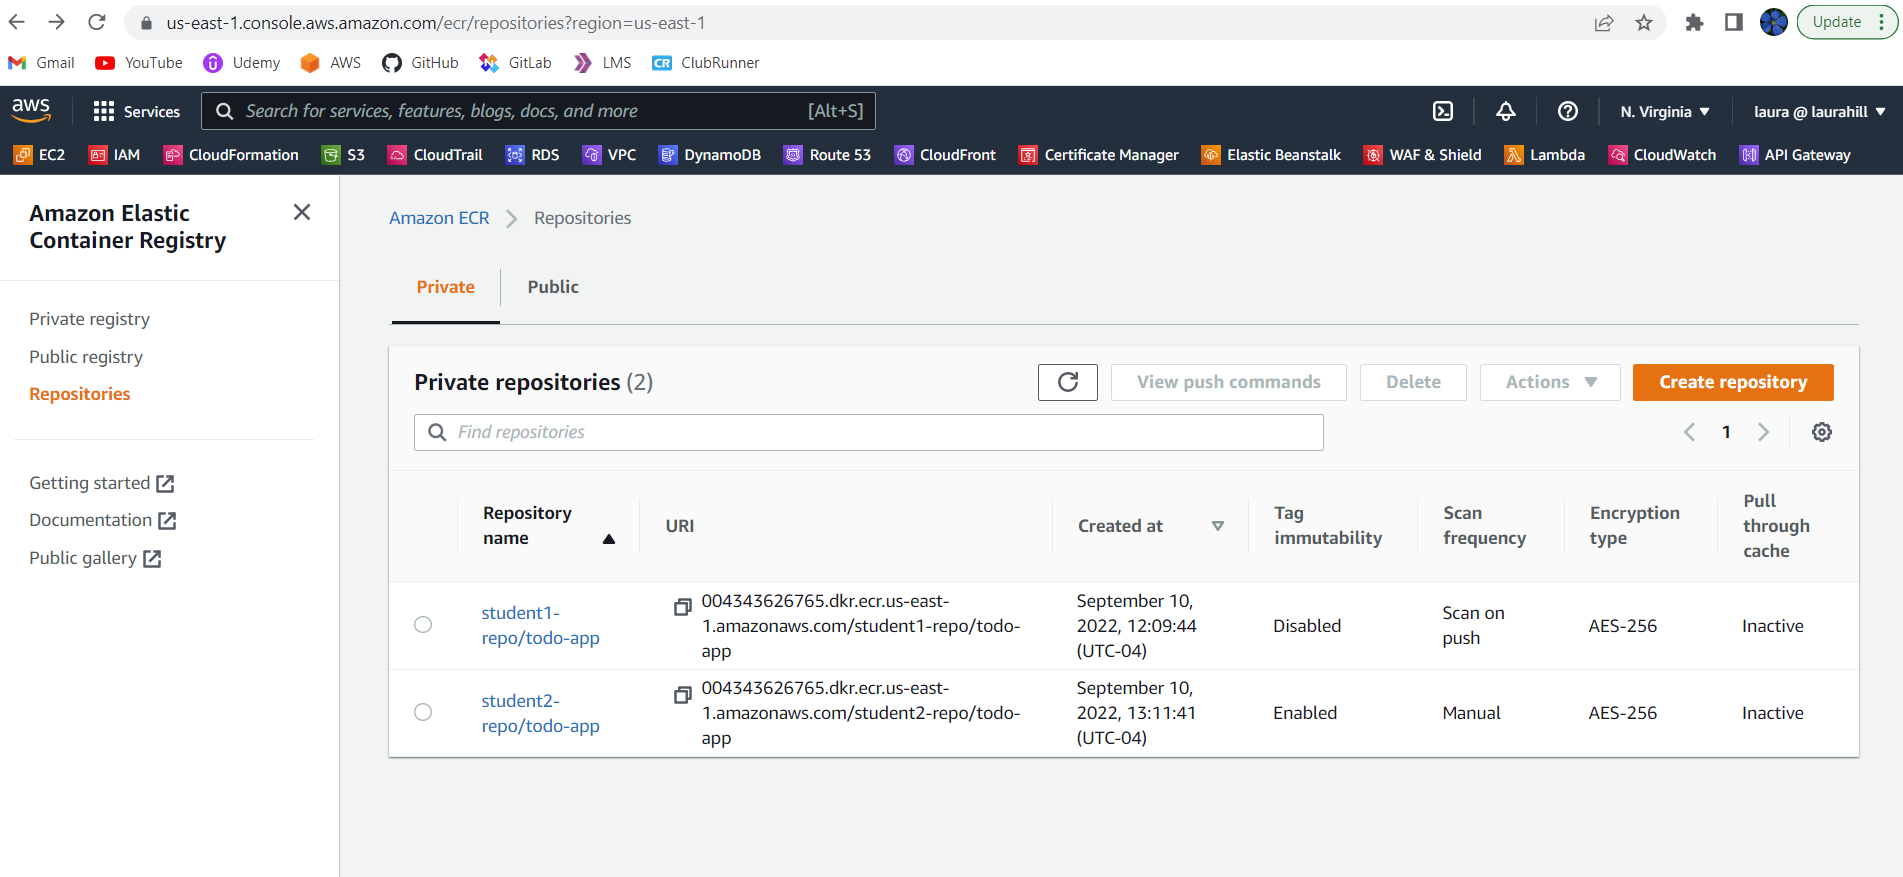 us-east-1.console.aws.amazon.com/ecr/repositories?region=us-east-1
Update
Gmail YouTube Udemy AWS GitHub GitLab LMS CR ClubRunner
aws Services Search for services, features, blogs, docs, and more [Alt+S] N. Virginia laura @ laurahill
EC2 IAM CloudFormation S3 CloudTrail RDS VPC DynamoDB Route 53 CloudFront Certificate Manager Elastic Beanstalk WAF & Shield Lambda CloudWatch API Gateway
Amazon Elastic
Container Registry
Private registry
Public registry
Repositories
Getting started
Documentation
Public gallery
Amazon ECR Repositories
Private Public
Private repositories (2) View push commands Delete Actions Create repository
Find repositories 1
Repository
name
URI
Created at
Tag
immutability
Scan
frequency
Encryption
type
Pull
through
cache
student1-
repo/todo-app
004343626765.dkr.ecr.us-east-
1.amazonaws.com/student1-repo/todo-
app
September 10,
2022, 12:09:44
(UTC-04)
Disabled
Scan on
push
AES-256
Inactive
student2-
repo/todo-app
004343626765.dkr.ecr.us-east-
1.amazonaws.com/student2-repo/todo-
app
September 10,
2022, 13:11:41
(UTC-04)
Enabled
Manual
AES-256
Inactive